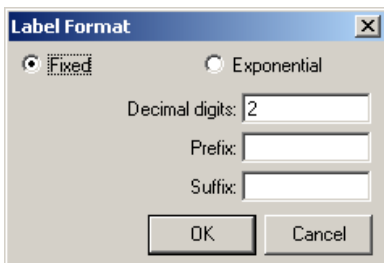 Label Format
Fixed Exponential
Decimal digits: 2
Prefix:
Suffix:
OK Cancel